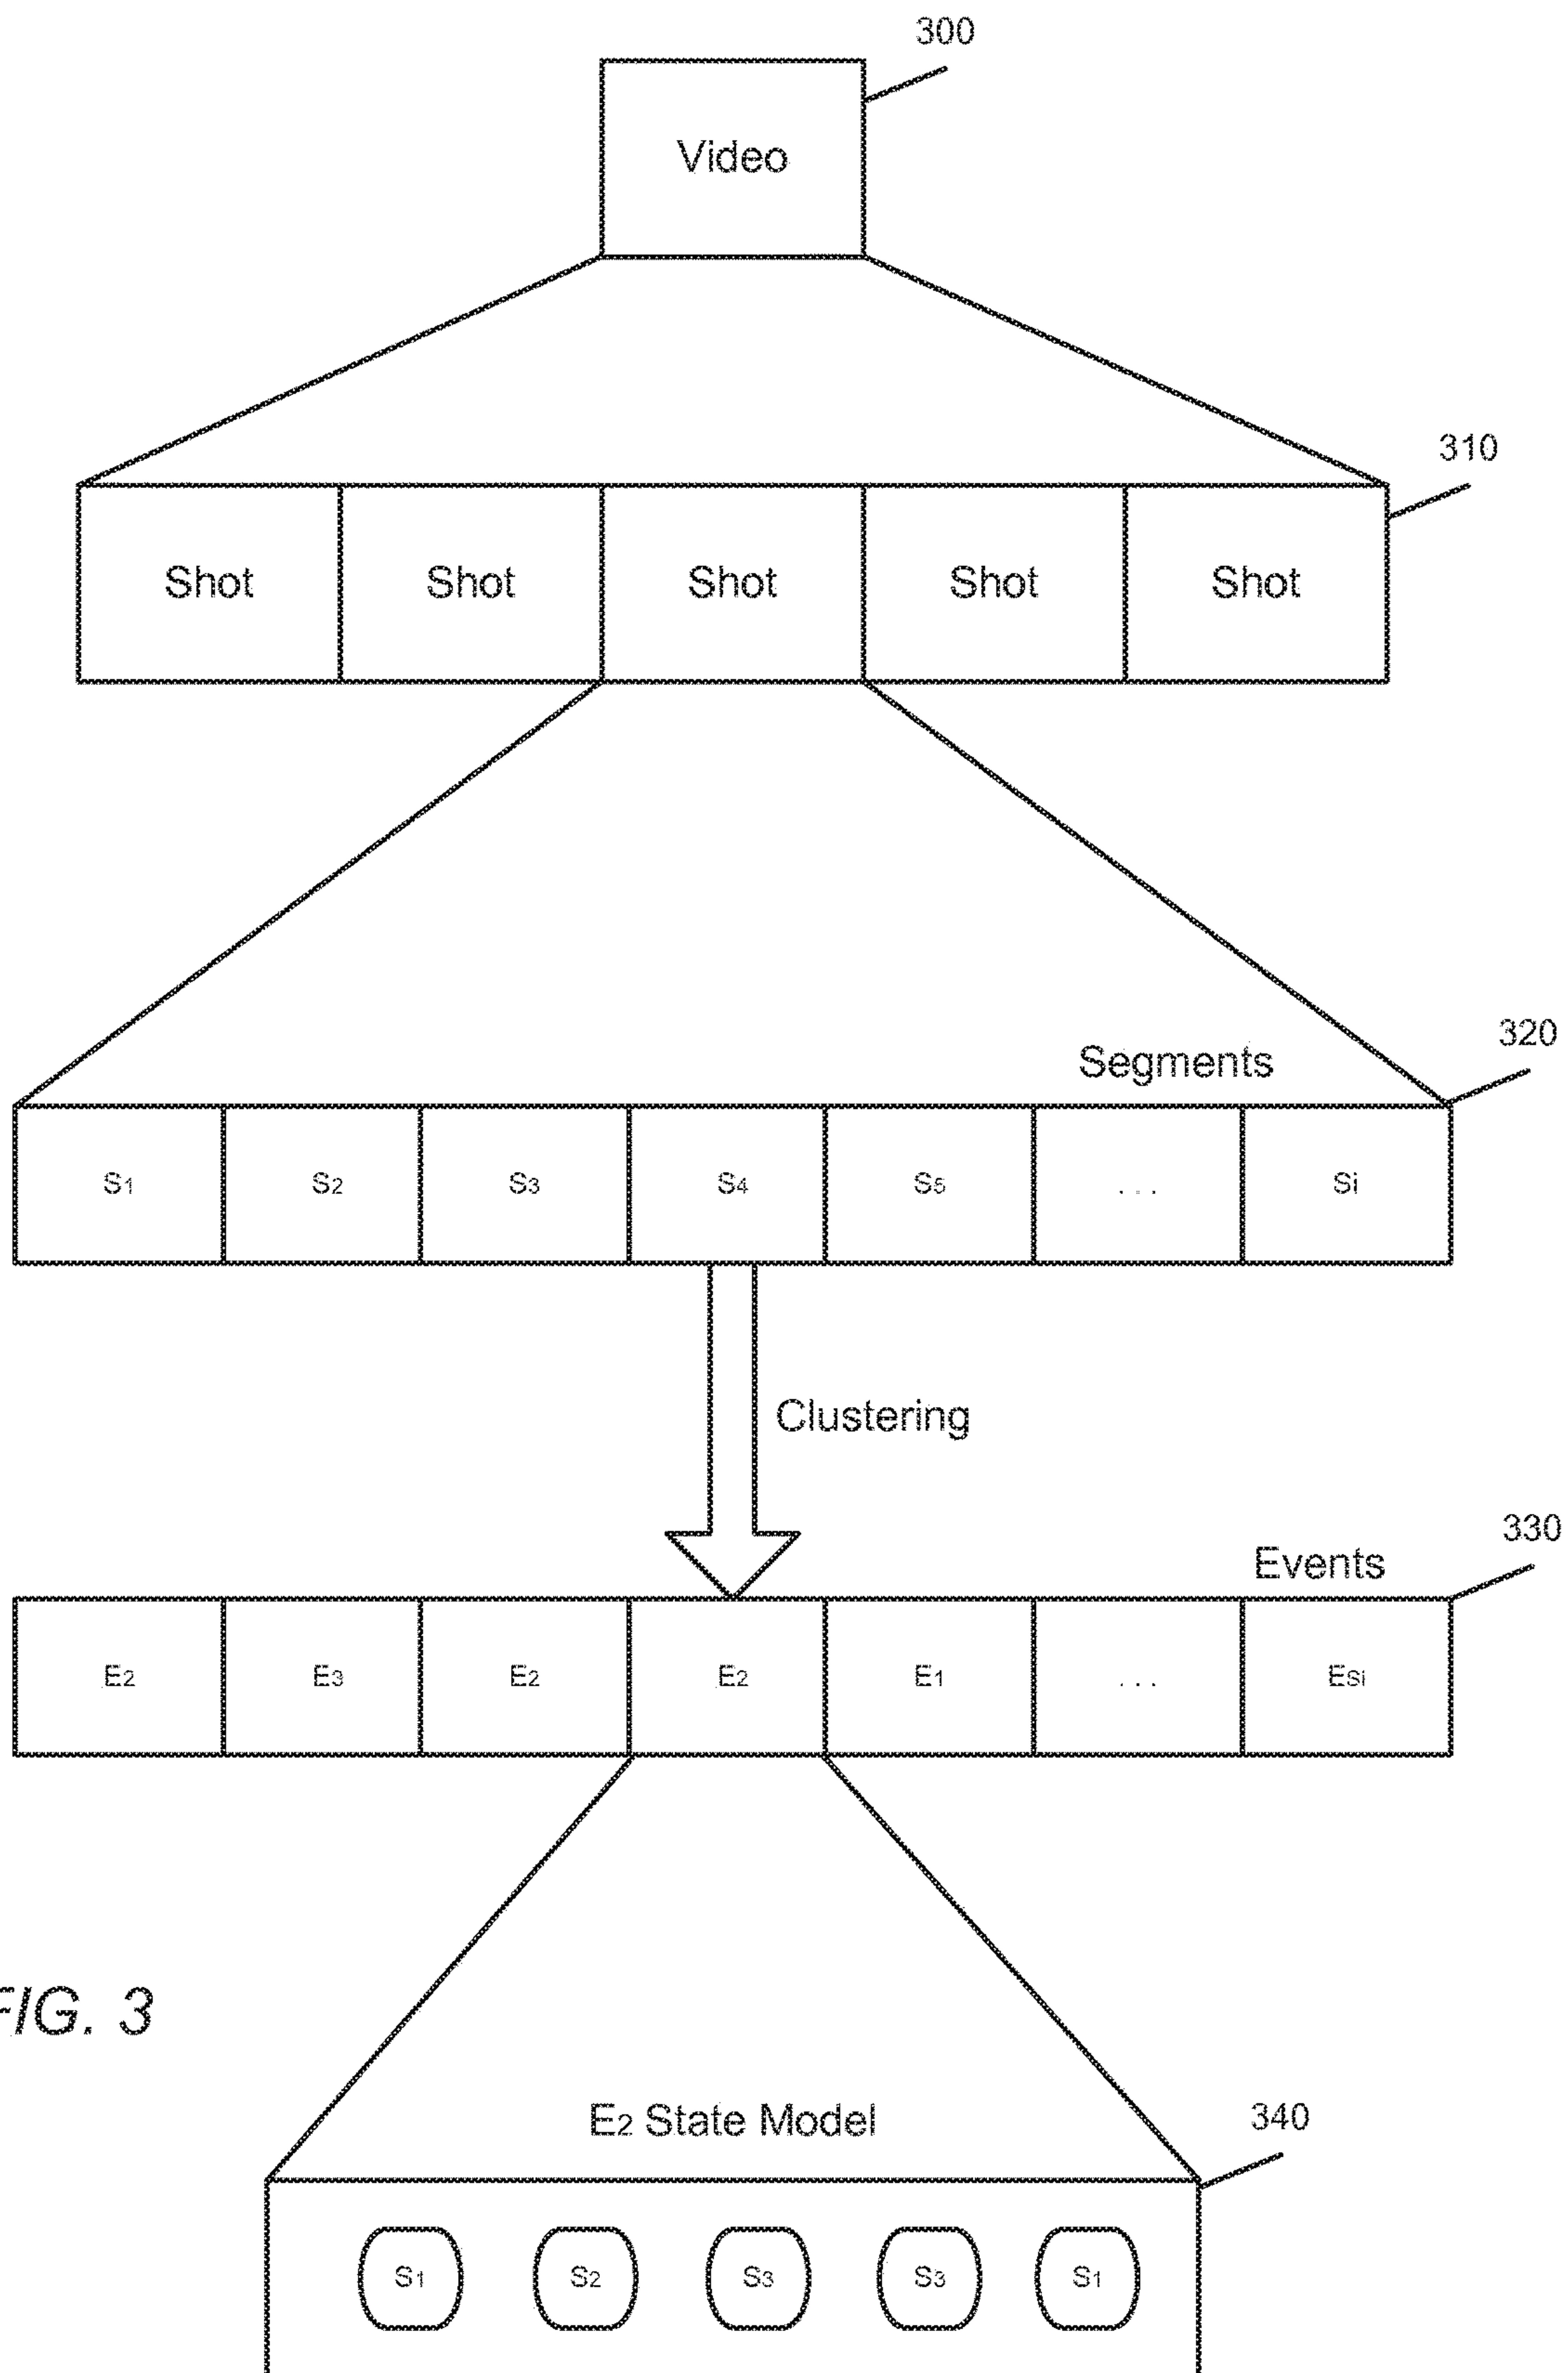 300
Video
310
Shot Shot Shot Shot Shot
320
Segments
S1 S2 S3 S4 S5 ... Si
Clustering
330
Events
E2 E3 E2 E2 E1 ... ESi
FIG. 3
E2 State Model
340
S1 S2 S3 S3 S1